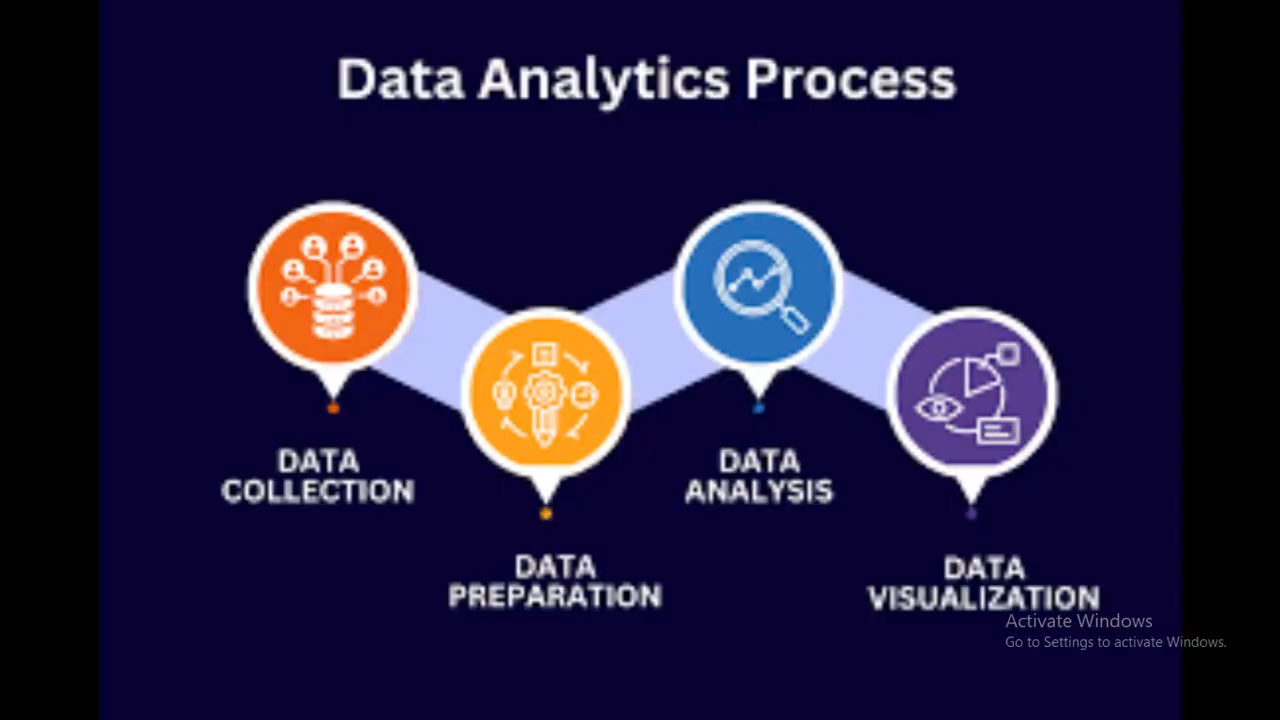 Data Analytics Process
DATA
COLLECTION
DATA
PREPARATION
DATA
ANALYSIS
DATA
VISUALIZATION
Activate Windows
Go to Settings to activate Windows.